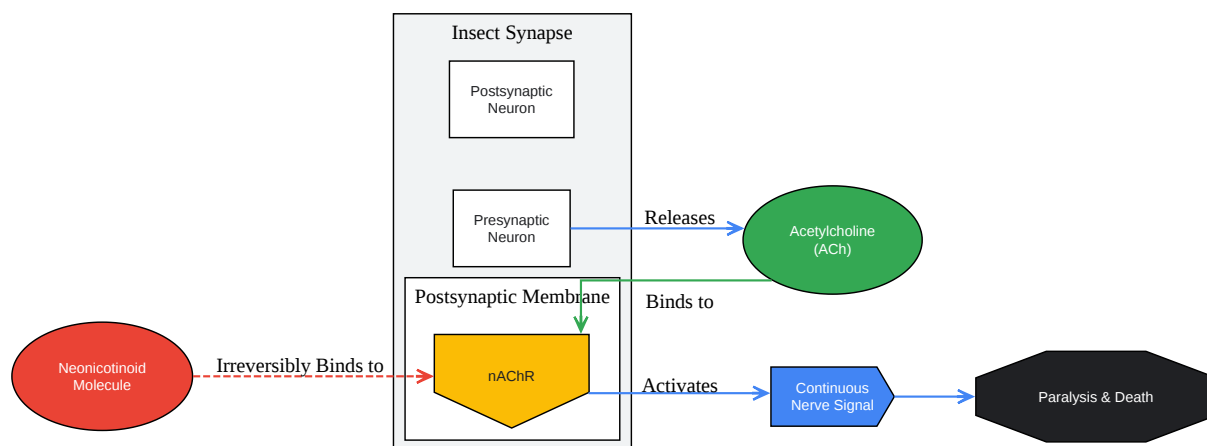 Insect Synapse
Postsynaptic
Neuron
Presynaptic
Neuron
Releases
Acetylcholine
(ACh)
Postsynaptic Membrane
Binds to
Neonicotinoid
Molecule
Irreversibly Binds to
nAChR
Activates
Continuous
Nerve Signal
Paralysis & Death